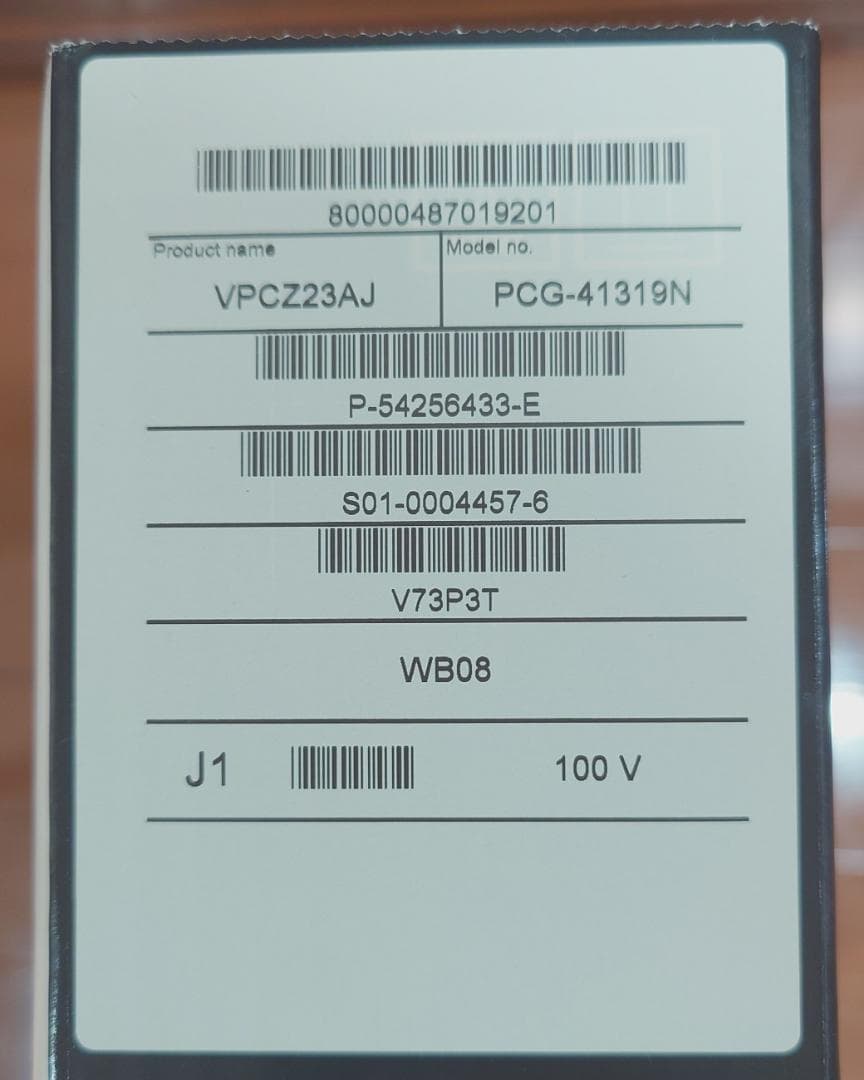 80000487019201
Product name
Model no.
VPCZ23AJ
PCG-41319N
P-54256433-E
S01-0004457-6
V73P3T
WB08
J1
100 V